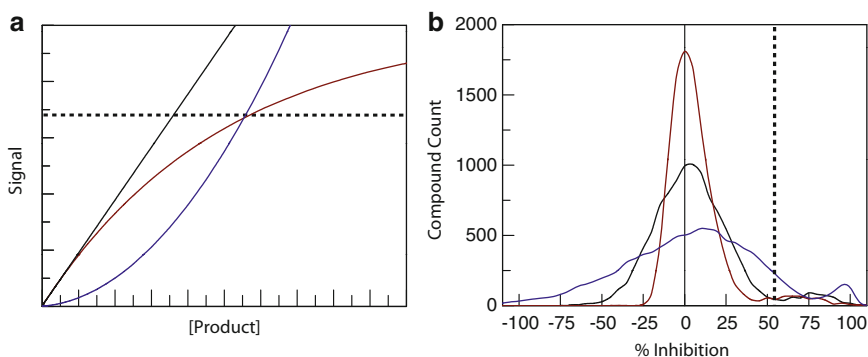 a
Signal
[Product]
b
Compound Count
2000
1750
1500
1000
500
0
-100 -75 -50 -25 0 25 50 75 100
% Inhibition